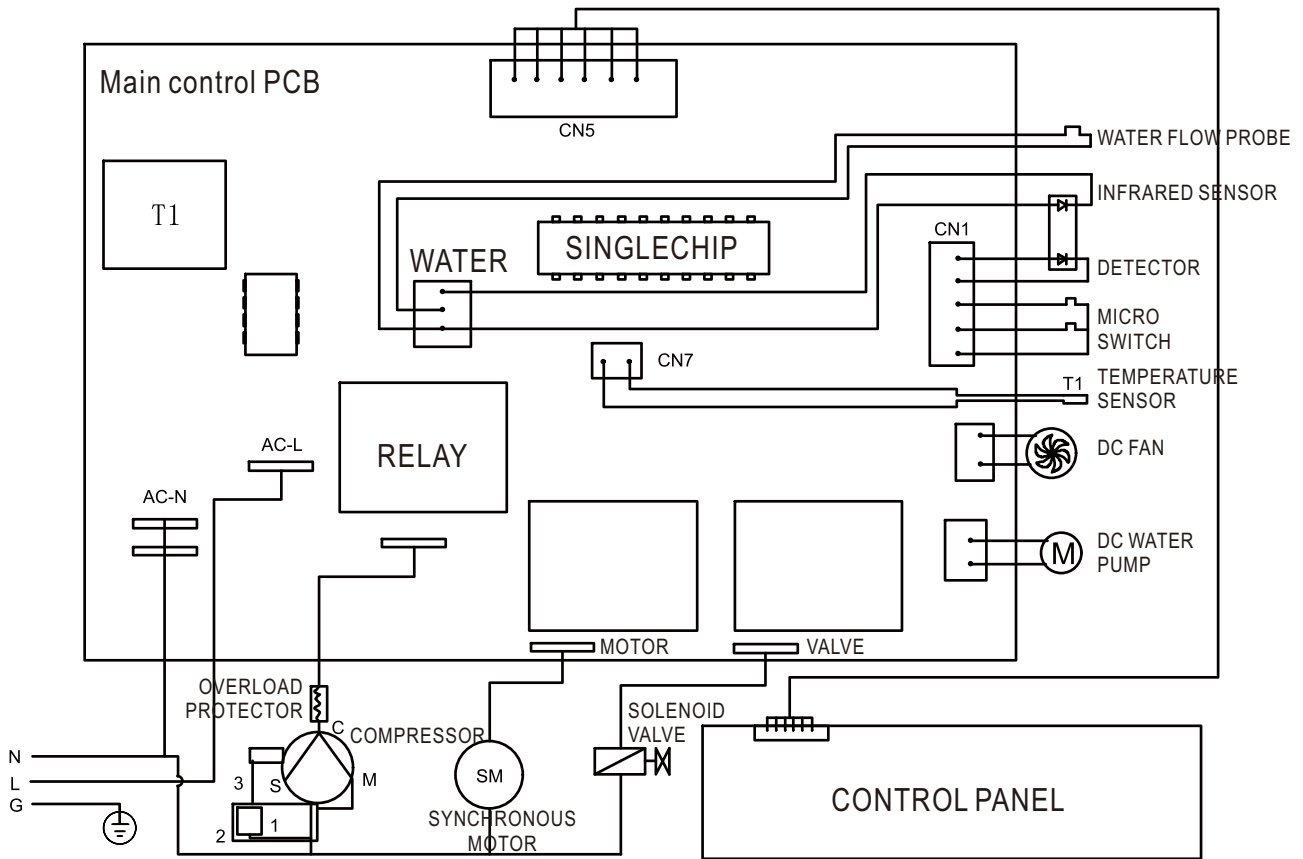 Main control PCB
CN5
WATER FLOW PROBE
T1
INFRARED SENSOR
SINGLECHIP
CN1
WATER
DETECTOR
MICRO
SWITCH
CN7
T1
TEMPERATURE
SENSOR
AC-L
RELAY
DC FAN
AC-N
M
DC WATER
PUMP
MOTOR
VALVE
OVERLOAD
PROTECTOR
C
COMPRESSOR
SOLENOID
VALVE
N
L
G
3
S
M
SM
2
1
SYNCHRONOUS
MOTOR
CONTROL PANEL